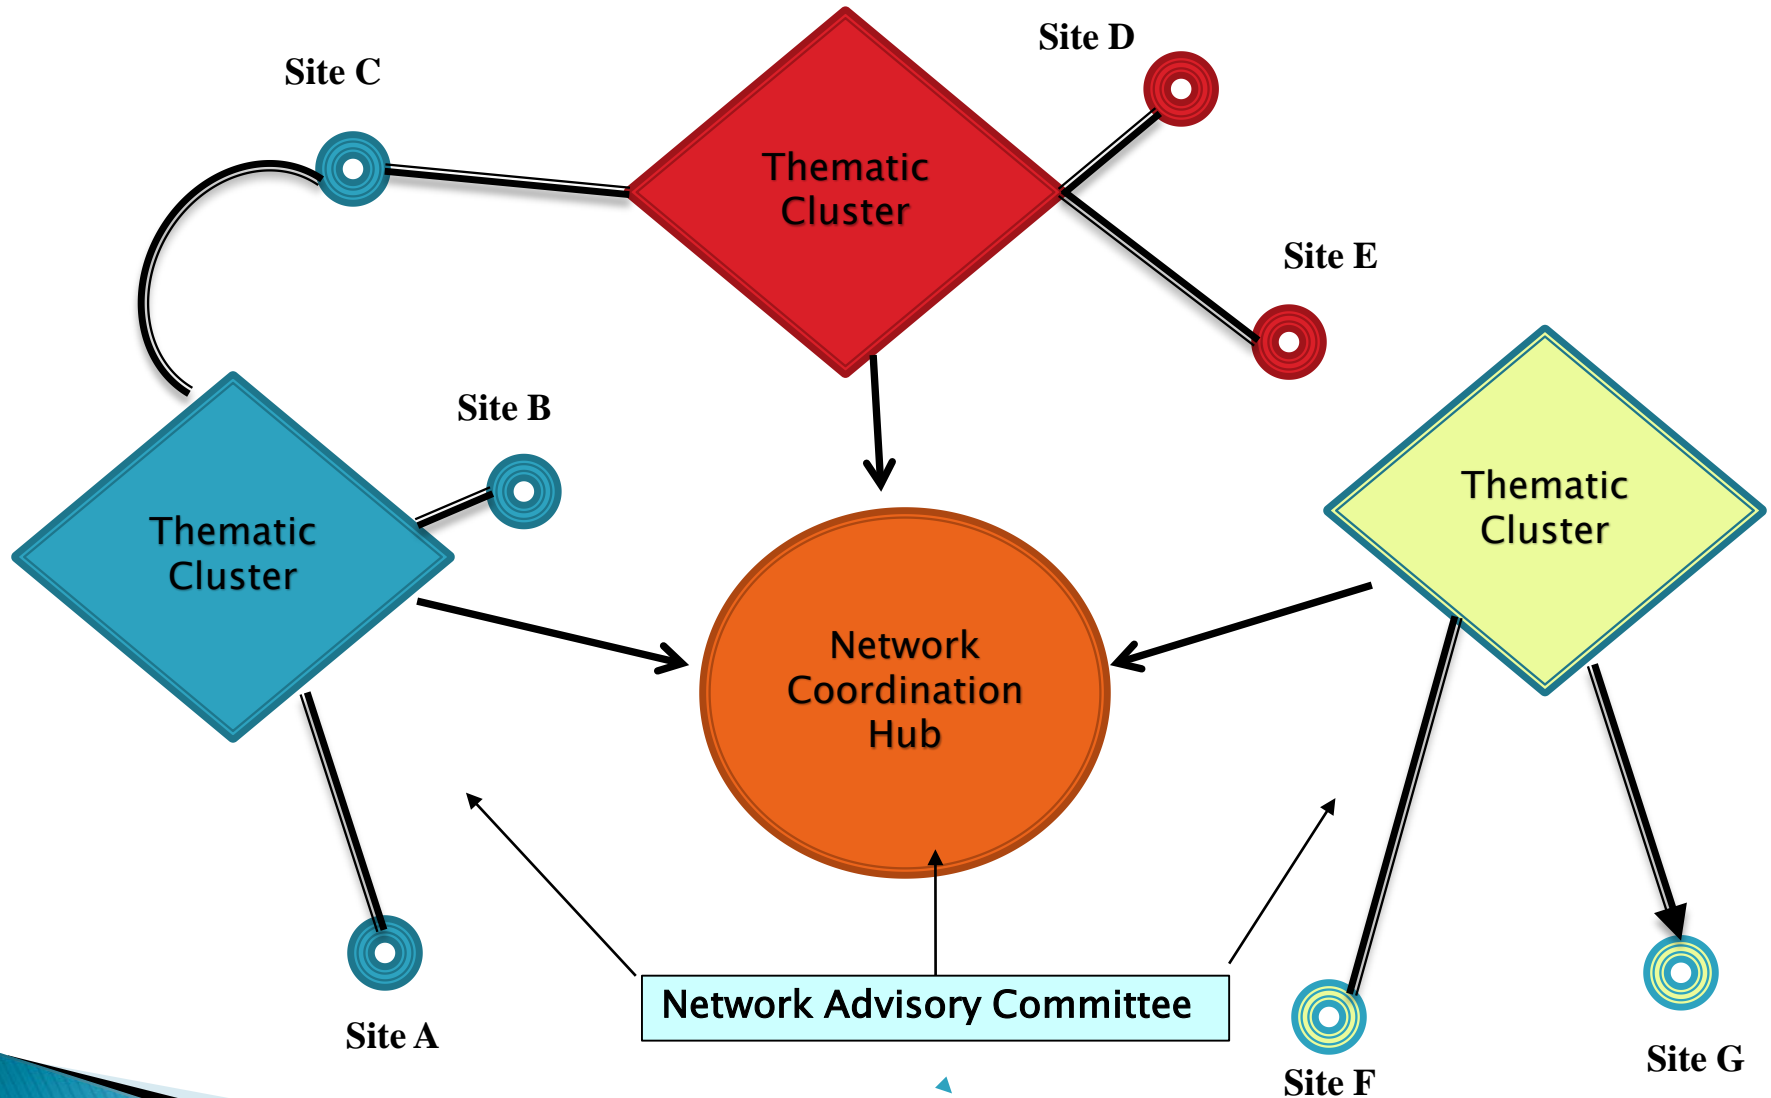 Site D
Site C
Thematic
Cluster
Site E
Site B
Thematic
Cluster
Thematic
Cluster
Network
Coordination
Hub
Network Advisory Committee
Site A
Site G
Site F